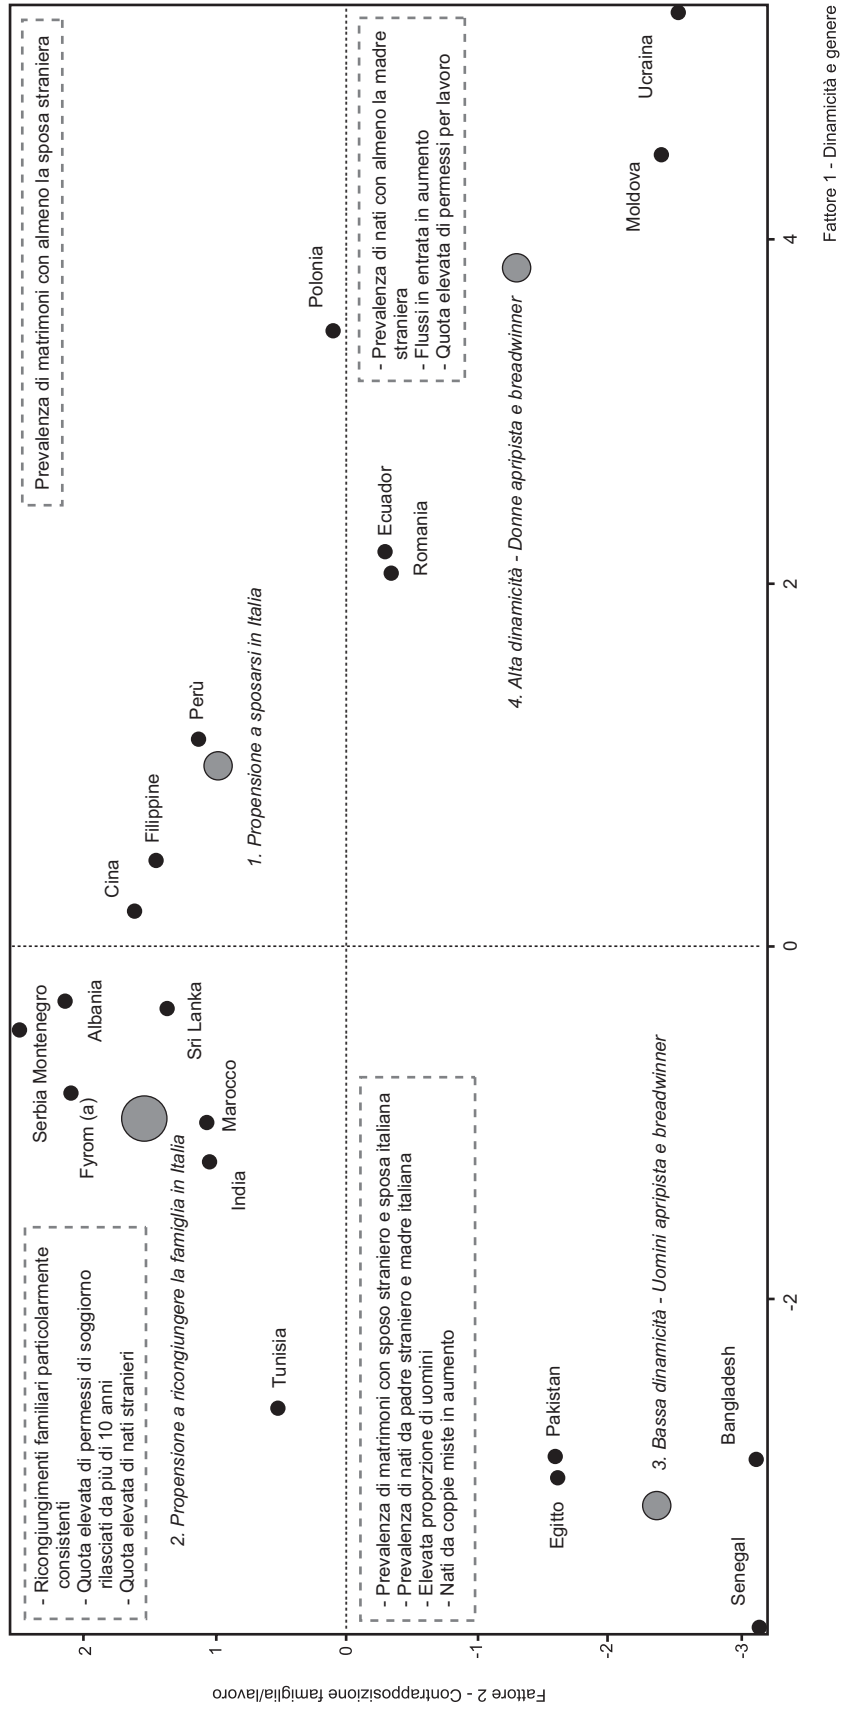 - Ricongiungimenti familiari particolarmente
consistenti
- Quota elevata di permessi di soggiorno
rilasciati da più di 10 anni
- Quota elevata di nati stranieri
Prevalenza di matrimoni con almeno la sposa straniera
Serbia Montenegro
Fyrom (a)
Albania
Sri Lanka
Marocco
India
2. Propensione a ricongiungere la famiglia in Italia
Tunisia
Cina
Filippine
Perù
1. Propensione a sposarsi in Italia
Polonia
- Prevalenza di matrimoni con sposo straniero e sposa italiana
- Prevalenza di nati da padre straniero e madre italiana
- Elevata proporzione di uomini
- Nati da coppie miste in aumento
- Prevalenza di nati con almeno la madre
straniera
- Flussi in entrata in aumento
- Quota elevata di permessi per lavoro
Ecuador
Romania
4. Alta dinamicità - Donne apripista e breadwinner
Moldova
Ucraina
Pakistan
Egitto
3. Bassa dinamicità - Uomini apripista e breadwinner
Bangladesh
Senegal
2
1
0
-1
-2
-3
Fattore 2 - Contrapposizione famiglia/lavoro
-2
0
2
4
Fattore 1 - Dinamicità e genere